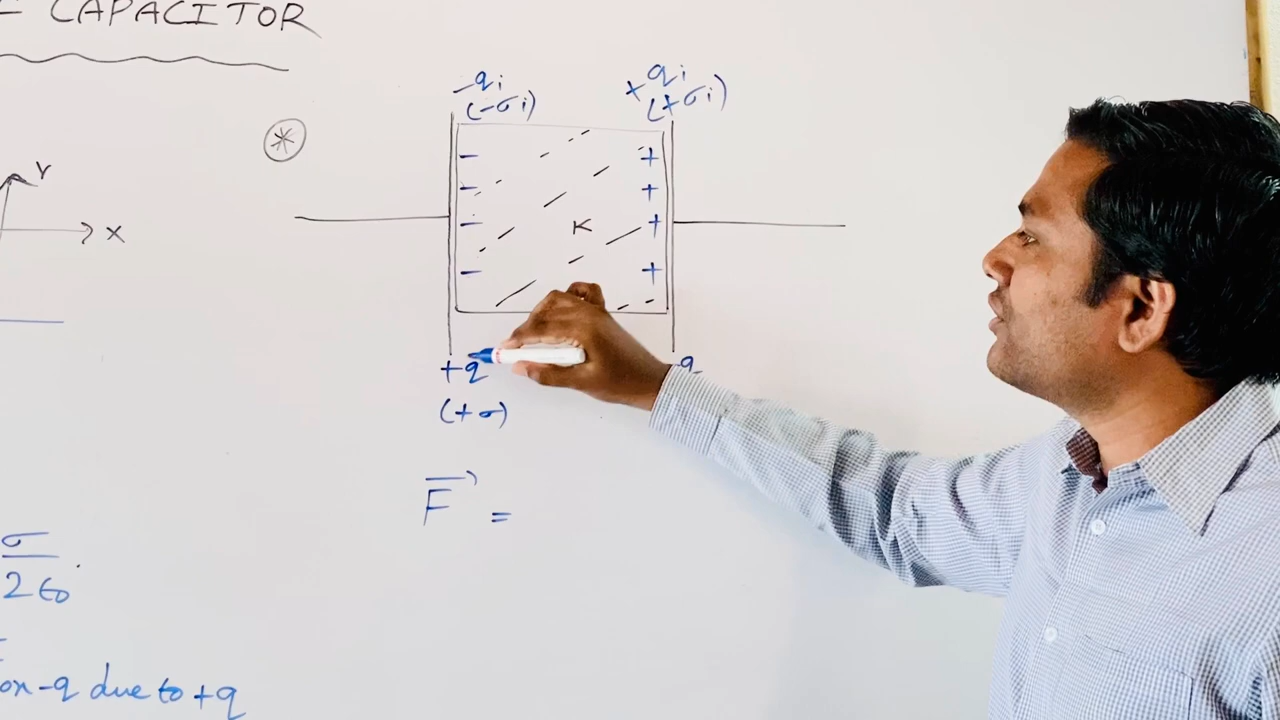 CAPACITOR
Y
X
*
-qi
(-σi)
+qi
(+σi)
-
-
-
-
+
+
+
+
K
+q
(+σ)
-q
F⃗ =
σ
2ε₀
on -q due to +q